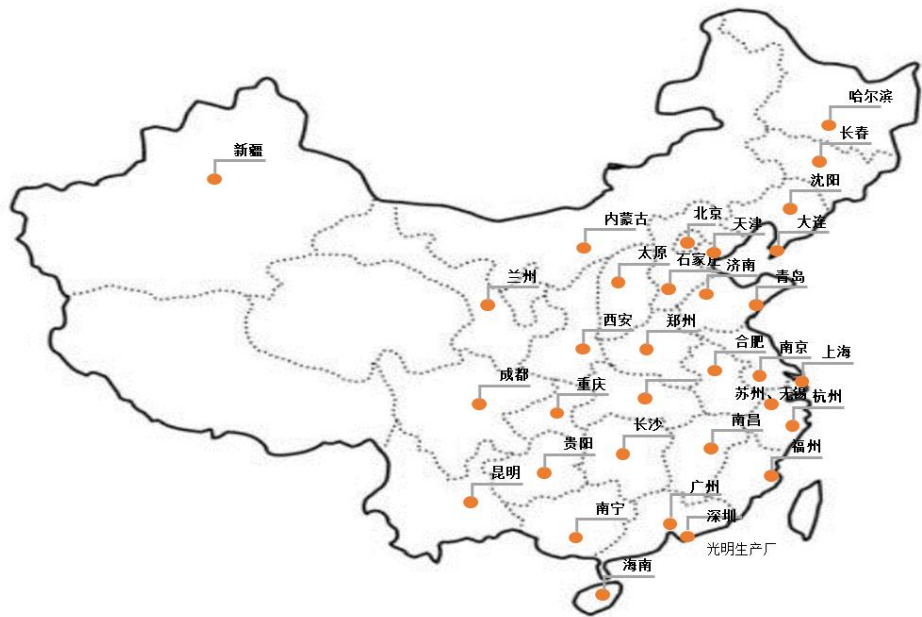 哈尔滨
长春
新疆
沈阳
内蒙古
北京
天津
大连
太原
石家庄
济南
兰州
青岛
西安
郑州
合肥
南京
上海
成都
重庆
苏州、无锡
杭州
长沙
南昌
贵阳
福州
昆明
广州
南宁
深圳
光明生产厂
海南